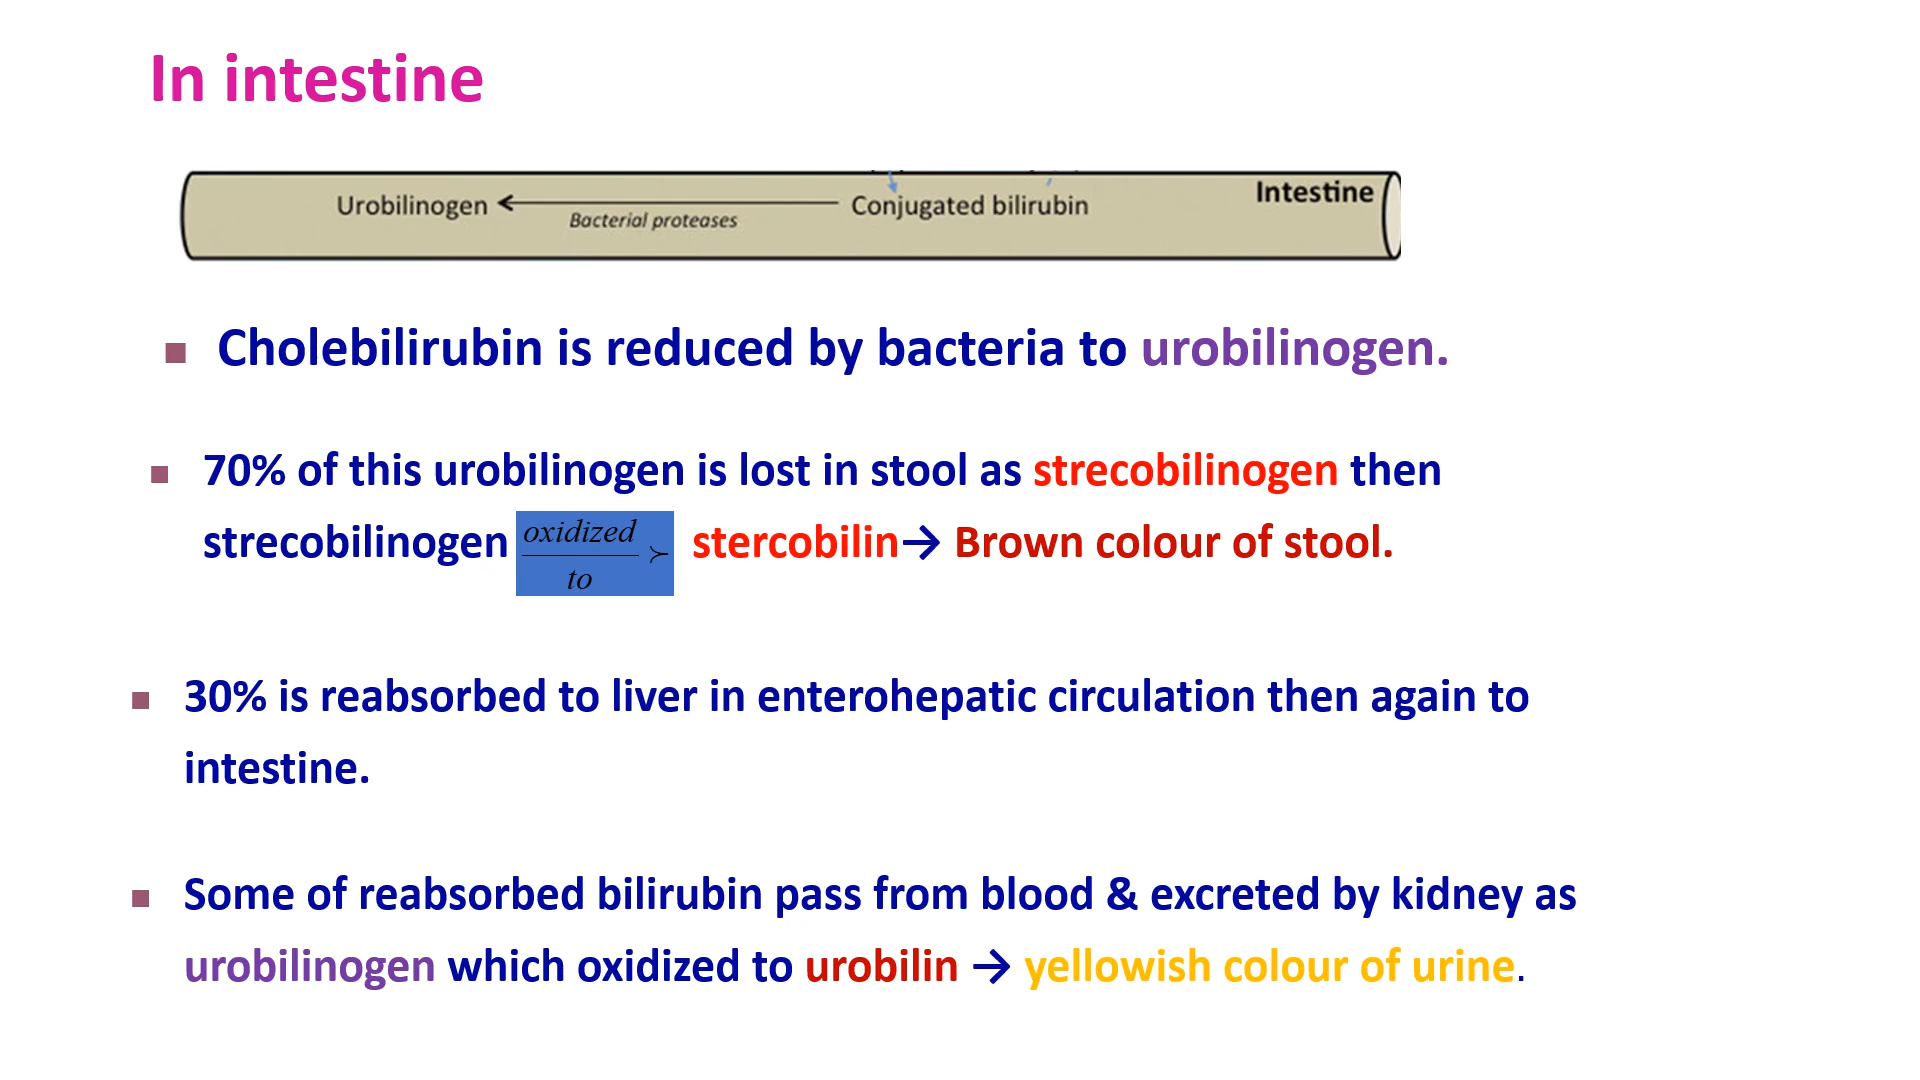 In intestine
Urobilinogen
Bacterial proteases
Conjugated bilirubin
Intestine
Cholebilirubin is reduced by bacteria to urobilinogen.
70% of this urobilinogen is lost in stool as strecobilinogen then
strecobilinogen oxidized to ≻ stercobilin→ Brown colour of stool.
30% is reabsorbed to liver in enterohepatic circulation then again to
intestine.
Some of reabsorbed bilirubin pass from blood & excreted by kidney as
urobilinogen which oxidized to urobilin → yellowish colour of urine.